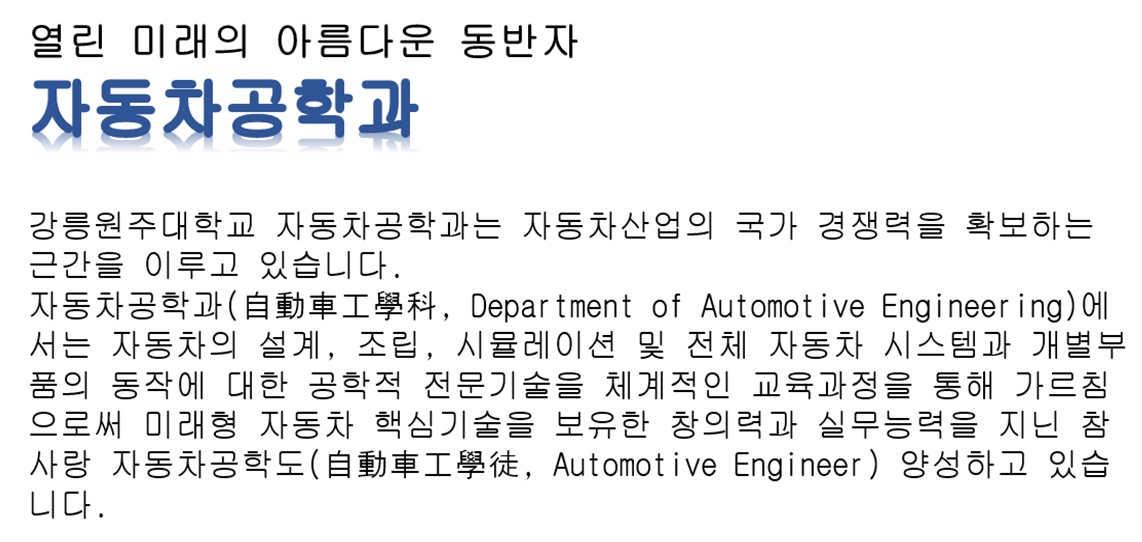 열린 미래의 아름다운 동반자
자동차공학과
강릉원주대학교 자동차공학과는 자동차산업의 국가 경쟁력을 확보하는
근간을 이루고 있습니다.
자동차공학과(自動車工學科, Department of Automotive Engineering)에
서는 자동차의 설계, 조립, 시뮬레이션 및 전체 자동차 시스템과 개별부
품의 동작에 대한 공학적 전문기술을 체계적인 교육과정을 통해 가르침
으로써 미래형 자동차 핵심기술을 보유한 창의력과 실무능력을 지닌 참
사랑 자동차공학도(自動車工學徒, Automotive Engineer) 양성하고 있습
니다.